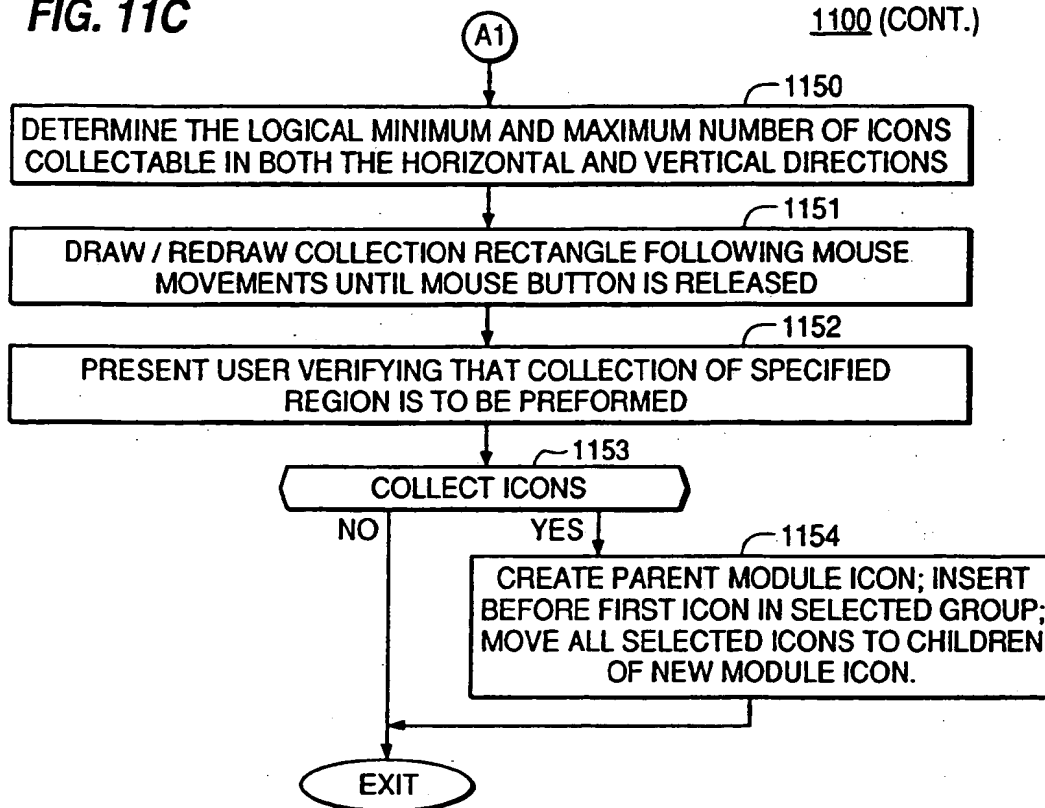 FIG. 11C
1100 (CONT.)
A1
1150
DETERMINE THE LOGICAL MINIMUM AND MAXIMUM NUMBER OF ICONS
COLLECTABLE IN BOTH THE HORIZONTAL AND VERTICAL DIRECTIONS
1151
DRAW / REDRAW COLLECTION RECTANGLE FOLLOWING MOUSE
MOVEMENTS UNTIL MOUSE BUTTON IS RELEASED
1152
PRESENT USER VERIFYING THAT COLLECTION OF SPECIFIED
REGION IS TO BE PREFORMED
1153
COLLECT ICONS
NO
YES
1154
CREATE PARENT MODULE ICON; INSERT
BEFORE FIRST ICON IN SELECTED GROUP;
MOVE ALL SELECTED ICONS TO CHILDREN
OF NEW MODULE ICON.
EXIT